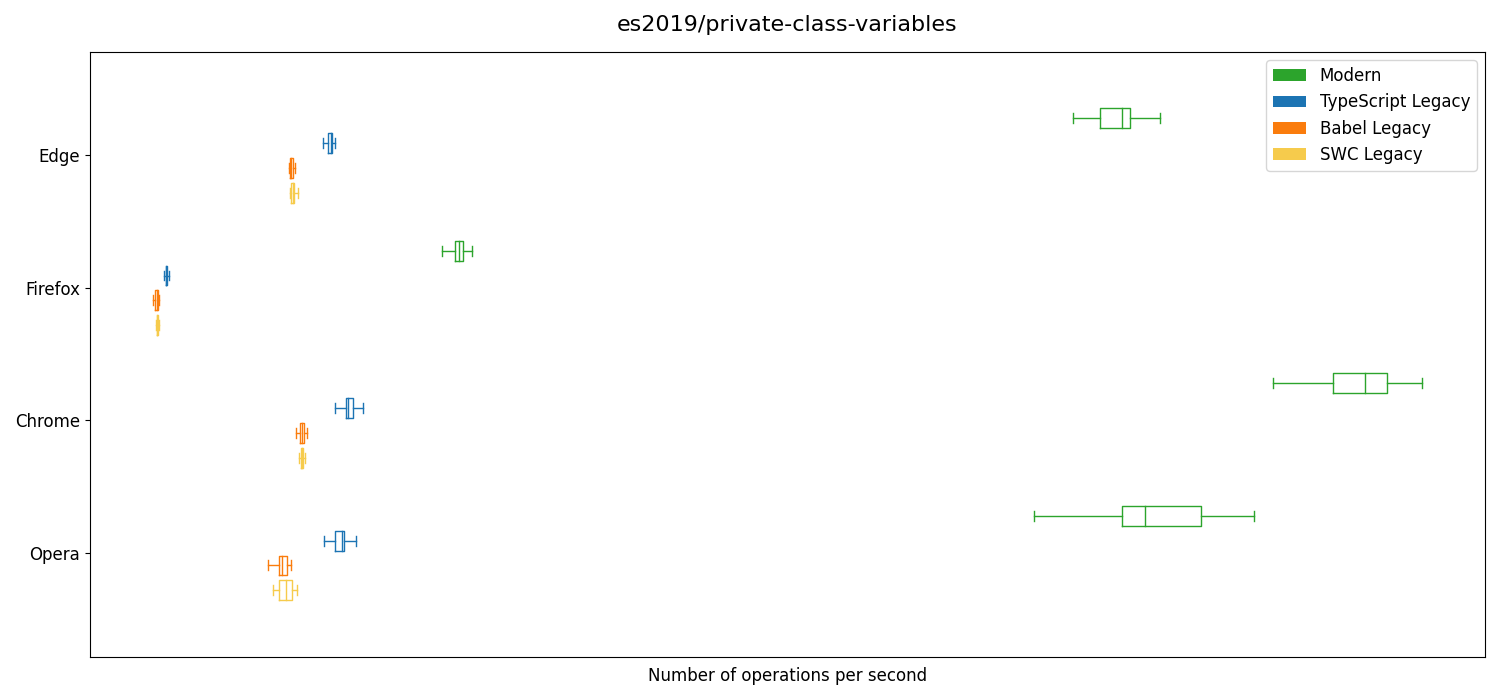 es2019/private-class-variables
Modern
TypeScript Legacy
Babel Legacy
SWC Legacy
Edge
Firefox
Chrome
Opera
Number of operations per second